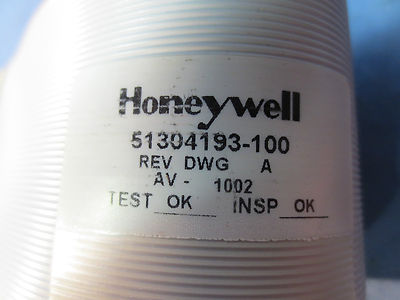 Honeywell
51304193-100
REV DWG A
AV - 1002
TEST OK INSP OK